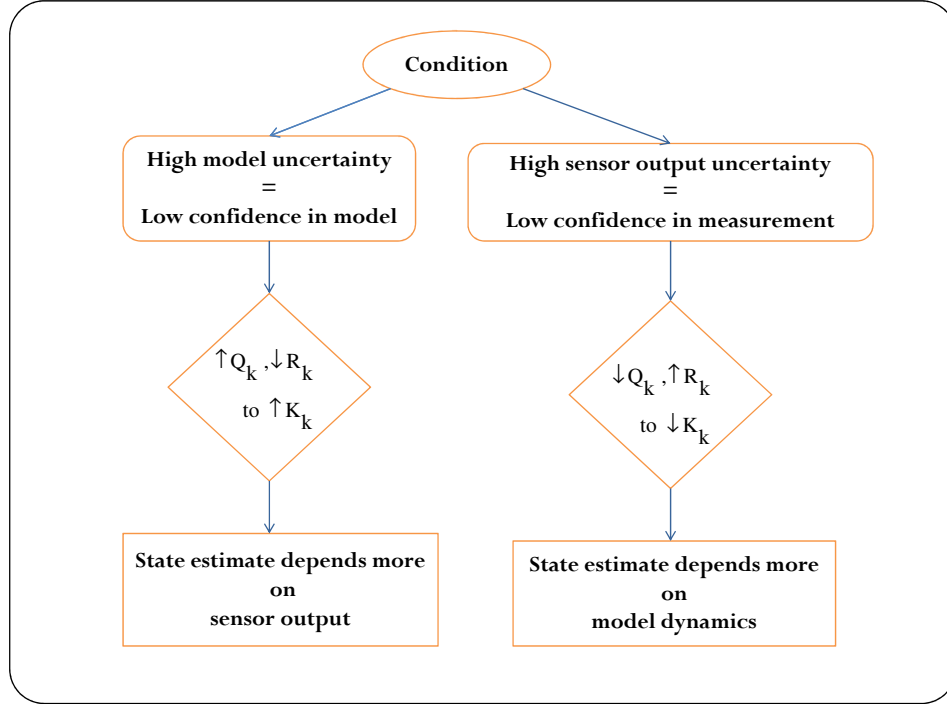 Condition
High model uncertainty
=
Low confidence in model
High sensor output uncertainty
=
Low confidence in measurement
↑Qk ,↓Rk
to ↑Kk
↓Qk ,↑Rk
to ↓Kk
State estimate depends more
on
sensor output
State estimate depends more
on
model dynamics